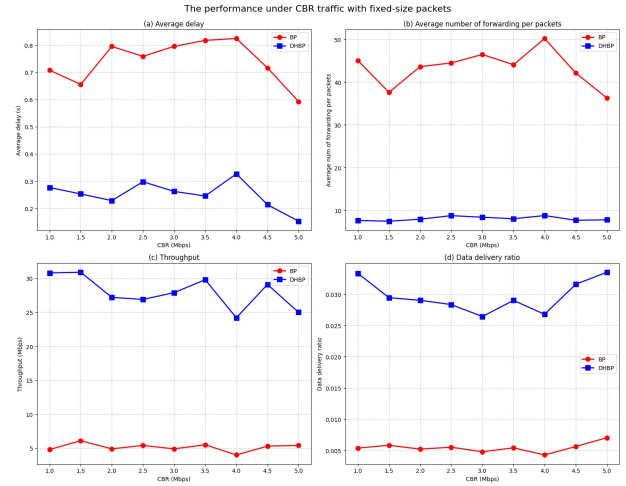 The performance under CBR traffic with fixed-size packets
(a) Average delay
BP
DHBP
Average delay (s)
0.8
0.7
0.6
0.5
0.4
0.3
0.2
1.0 1.5 2.0 2.5 3.0 3.5 4.0 4.5 5.0
CBR (Mbps)
(b) Average number of forwarding per packets
BP
DHBP
Average num of forwarding per packets
50
40
30
20
10
1.0 1.5 2.0 2.5 3.0 3.5 4.0 4.5 5.0
CBR (Mbps)
(c) Throughput
BP
DHBP
Throughput (Mbps)
30
25
20
15
10
5
1.0 1.5 2.0 2.5 3.0 3.5 4.0 4.5 5.0
CBR (Mbps)
(d) Data delivery ratio
BP
DHBP
Data delivery ratio
0.030
0.025
0.020
0.015
0.010
0.005
1.0 1.5 2.0 2.5 3.0 3.5 4.0 4.5 5.0
CBR (Mbps)